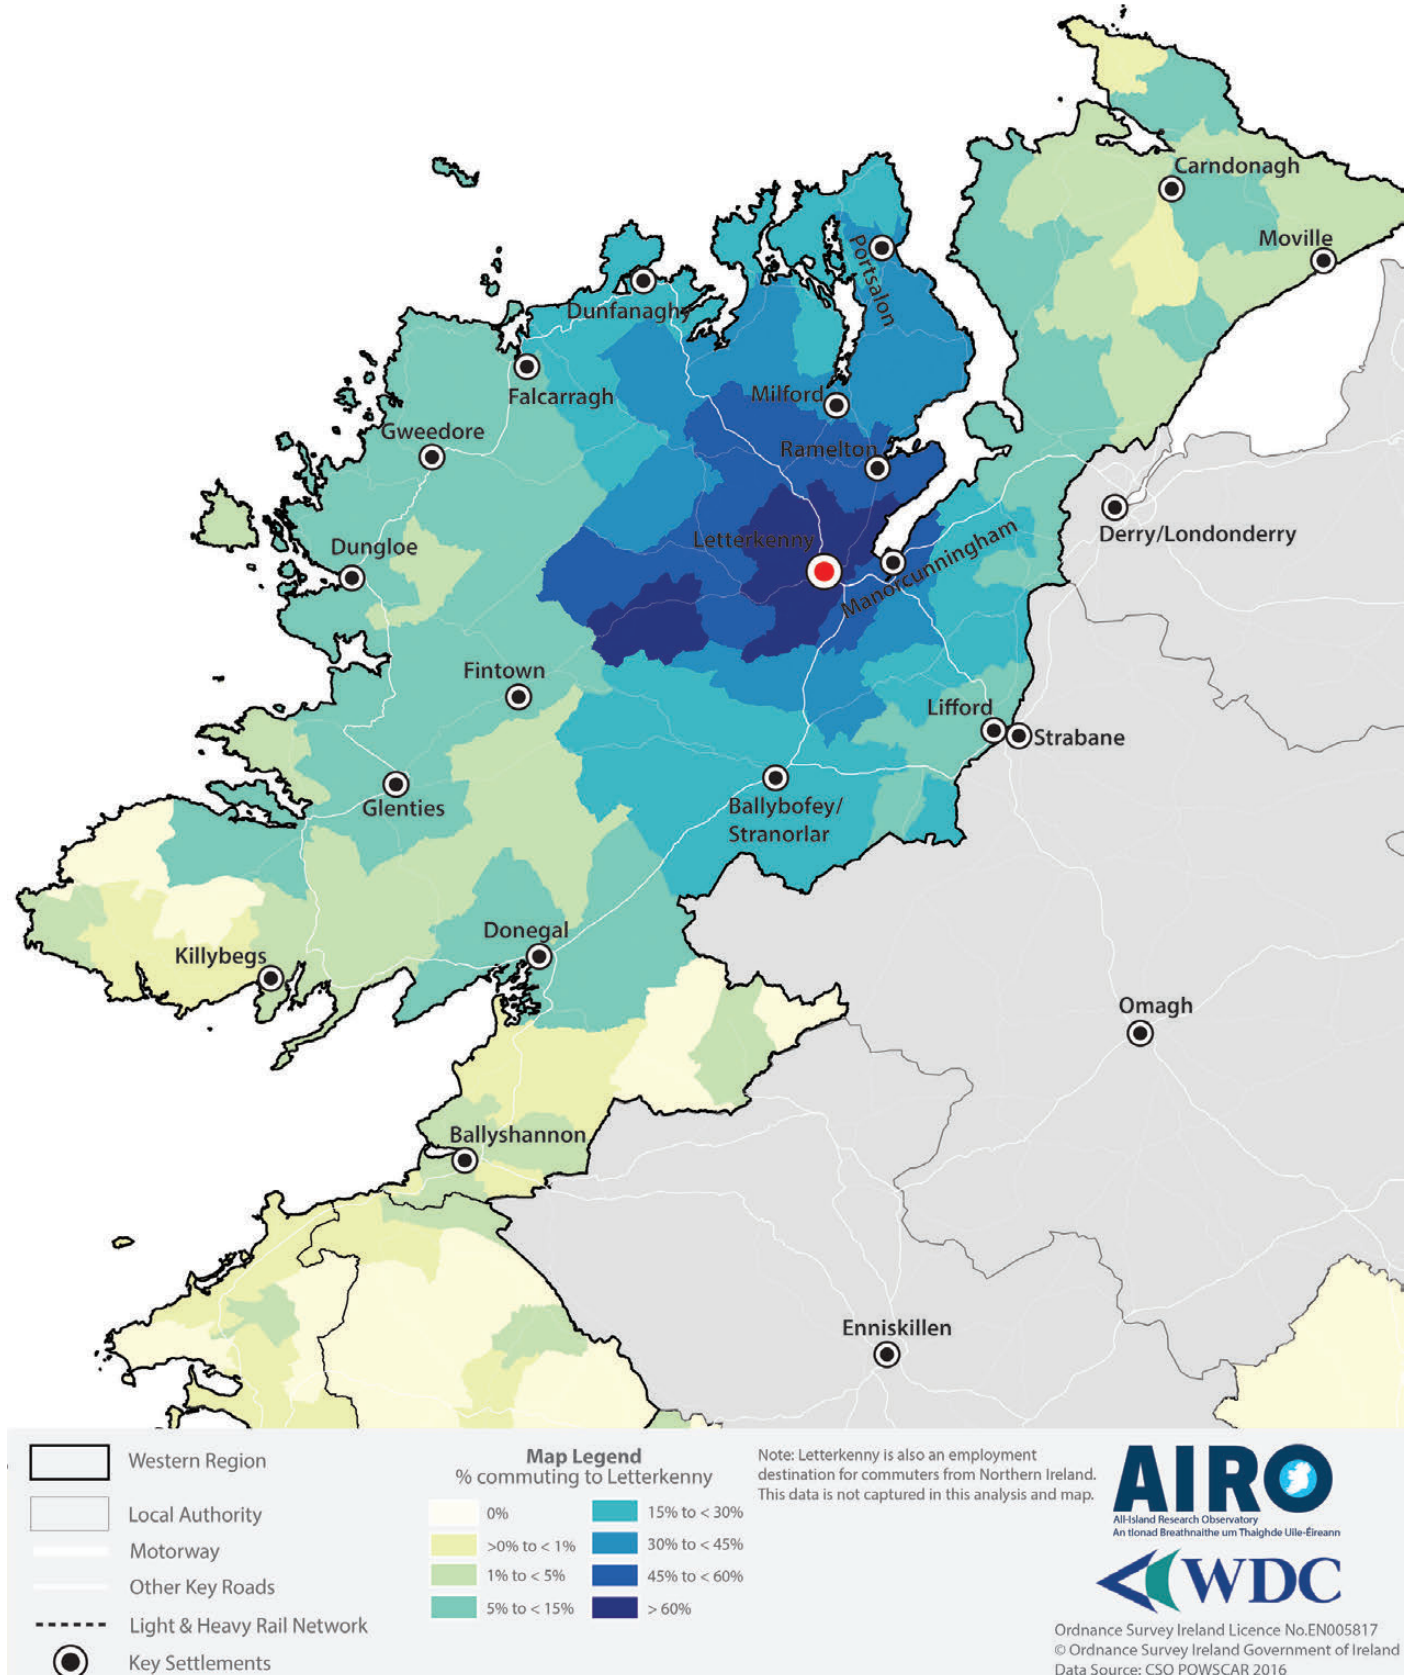 Carndonagh
Moville
Portsalon
Dunfanaghy
Falcarragh
Milford
Gweedore
Ramelton
Derry/Londonderry
Letterkenny
Dungloe
Manorcunningham
Fintown
Lifford
Strabane
Glenties
Ballybofey/
Stranorlar
Donegal
Killybegs
Omagh
Ballyshannon
Enniskillen
Western Region
Local Authority
Motorway
Other Key Roads
Light & Heavy Rail Network
Key Settlements
Map Legend
% commuting to Letterkenny
0%
>0% to < 1%
1% to < 5%
5% to < 15%
15% to < 30%
30% to < 45%
45% to < 60%
> 60%
Note: Letterkenny is also an employment
destination for commuters from Northern Ireland.
This data is not captured in this analysis and map.
AIRO
All-Island Research Observatory
An tIonad Breathnaithe um Thaighde Uile-Éireann
WDC
Ordnance Survey Ireland Licence No.EN005817
© Ordnance Survey Ireland Government of Ireland
Data Source: CSO POWSCAR 2016